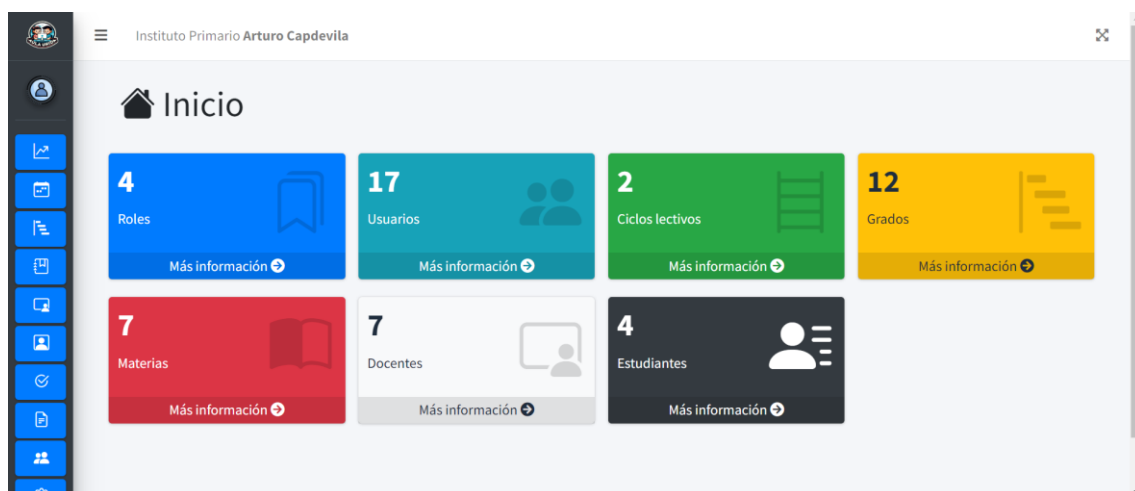 Instituto Primario Arturo Capdevila
Inicio
4
Roles
Más información
17
Usuarios
Más información
2
Ciclos lectivos
Más información
12
Grados
Más información
7
Materias
Más información
7
Docentes
Más información
4
Estudiantes
Más información